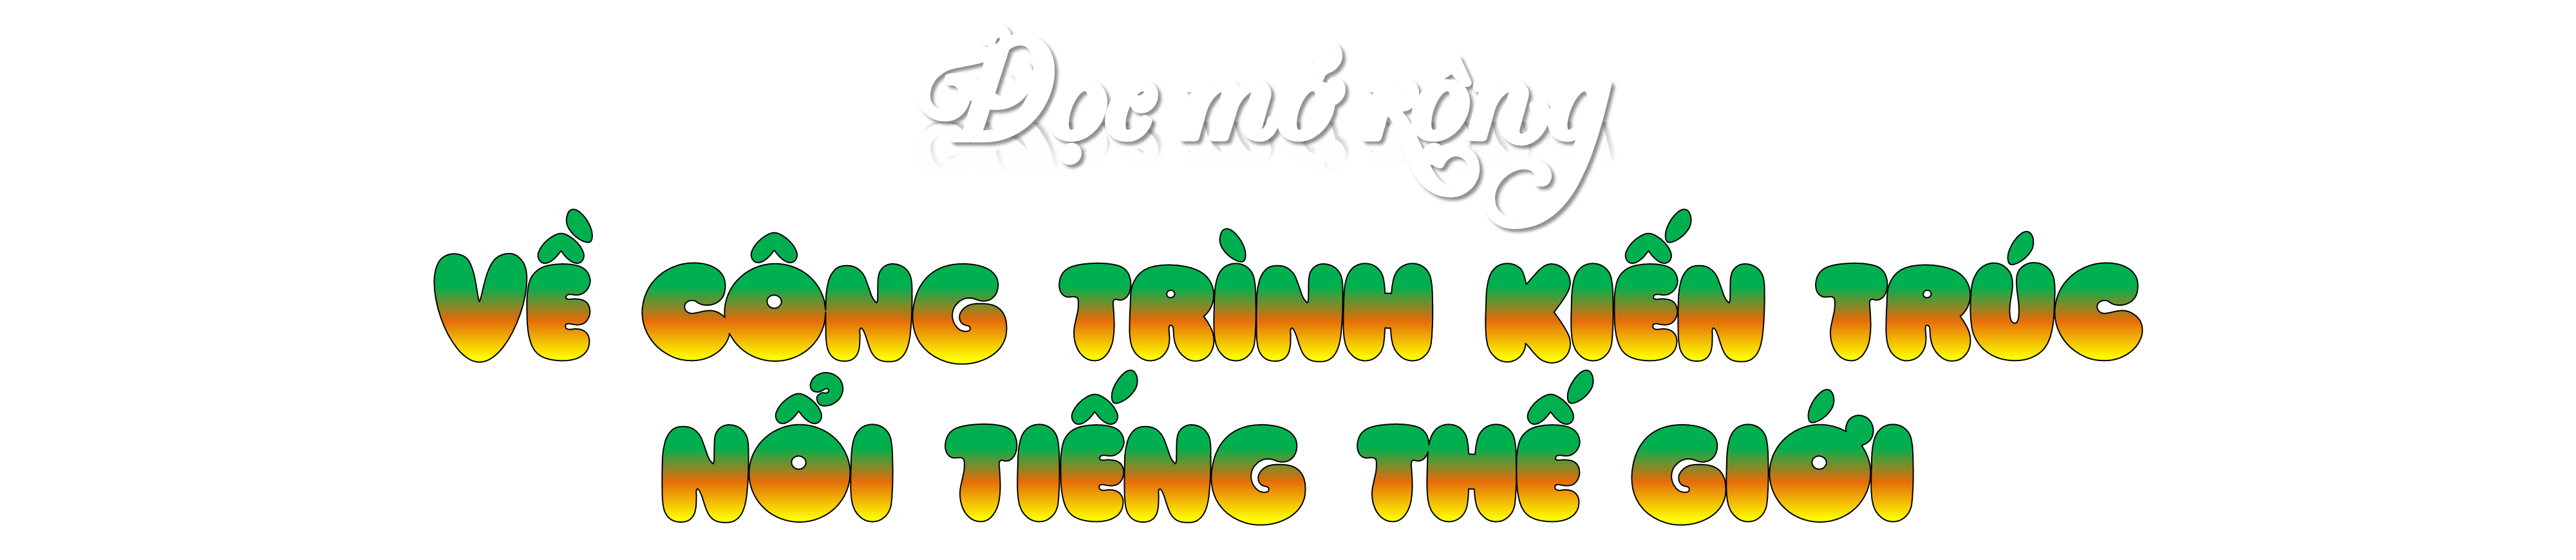 Đọc mở rộng
VỀ CÔNG TRÌNH KIẾN TRÚC
NỔI TIẾNG THẾ GIỚI